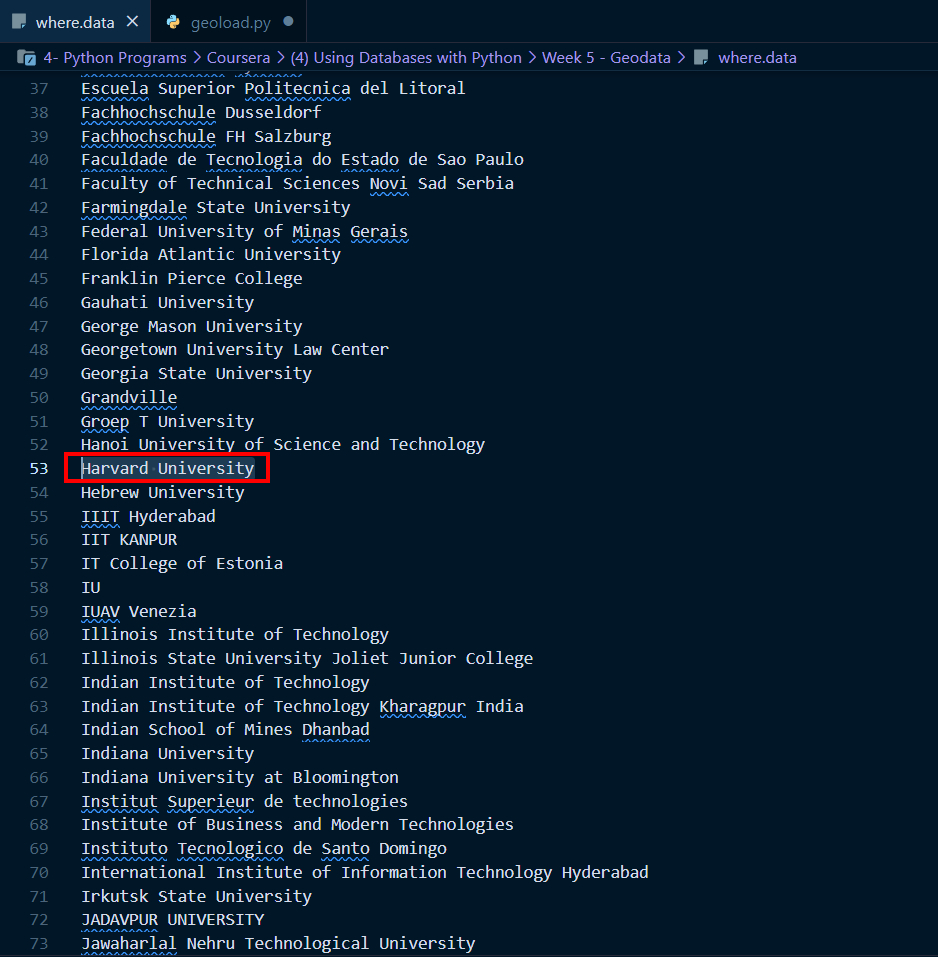 where.data
geoload.py
4- Python Programs > Coursera > (4) Using Databases with Python > Week 5 - Geodata > where.data
37 Escuela Superior Politecnica del Litoral
38 Fachhochschule Dusseldorf
39 Fachhochschule FH Salzburg
40 Faculdade de Tecnologia do Estado de Sao Paulo
41 Faculty of Technical Sciences Novi Sad Serbia
42 Farmingdale State University
43 Federal University of Minas Gerais
44 Florida Atlantic University
45 Franklin Pierce College
46 Gauhati University
47 George Mason University
48 Georgetown University Law Center
49 Georgia State University
50 Grandville
51 Groep T University
52 Hanoi University of Science and Technology
53 Harvard University
54 Hebrew University
55 IIIT Hyderabad
56 IIT KANPUR
57 IT College of Estonia
58 IU
59 IUAV Venezia
60 Illinois Institute of Technology
61 Illinois State University Joliet Junior College
62 Indian Institute of Technology
63 Indian Institute of Technology Kharagpur India
64 Indian School of Mines Dhanbad
65 Indiana University
66 Indiana University at Bloomington
67 Institut Superieur de technologies
68 Institute of Business and Modern Technologies
69 Instituto Tecnologico de Santo Domingo
70 International Institute of Information Technology Hyderabad
71 Irkutsk State University
72 JADAVPUR UNIVERSITY
73 Jawaharlal Nehru Technological University